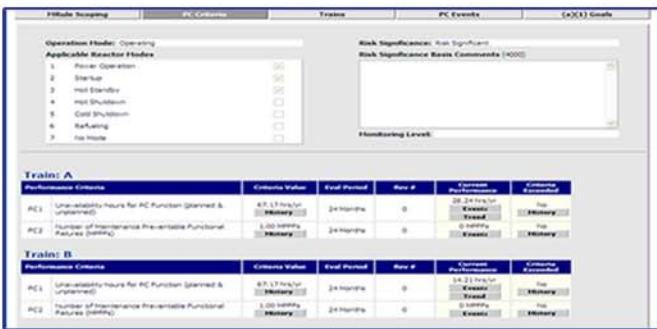 MRule Scoping PC Criteria Trains PC Events (a)(1) Goals
Operation Mode: Operating Risk Significance: Risk Significant
Applicable Reactor Modes Risk Significance Basis Comments (4000)
1 Power Operation
2 Startup
3 Hot Standby
4 Hot Shutdown
5 Cold Shutdown
6 Refueling
7 No Mode
Monitoring Level:
Train: A
Performance Criteria Criteria Value Eval Period Rev # Current Performance Criteria Exceeded
PC1 Unavailability hours for PC Function (planned & unplanned) 67.17 hrs/yr History 24 Months 0 28.24 hrs/yr Events Trend No History
PC2 Number of Maintenance Preventable Functional Failures (MPFFs) 1.00 MPFFs History 24 Months 0 0 MPFFs Events No History
Train: B
Performance Criteria Criteria Value Eval Period Rev # Current Performance Criteria Exceeded
PC1 Unavailability hours for PC Function (planned & unplanned) 67.17 hrs/yr History 24 Months 0 14.21 hrs/yr Events Trend No History
PC2 Number of Maintenance Preventable Functional Failures (MPFFs) 1.00 MPFFs History 24 Months 0 0 MPFFs Events No History